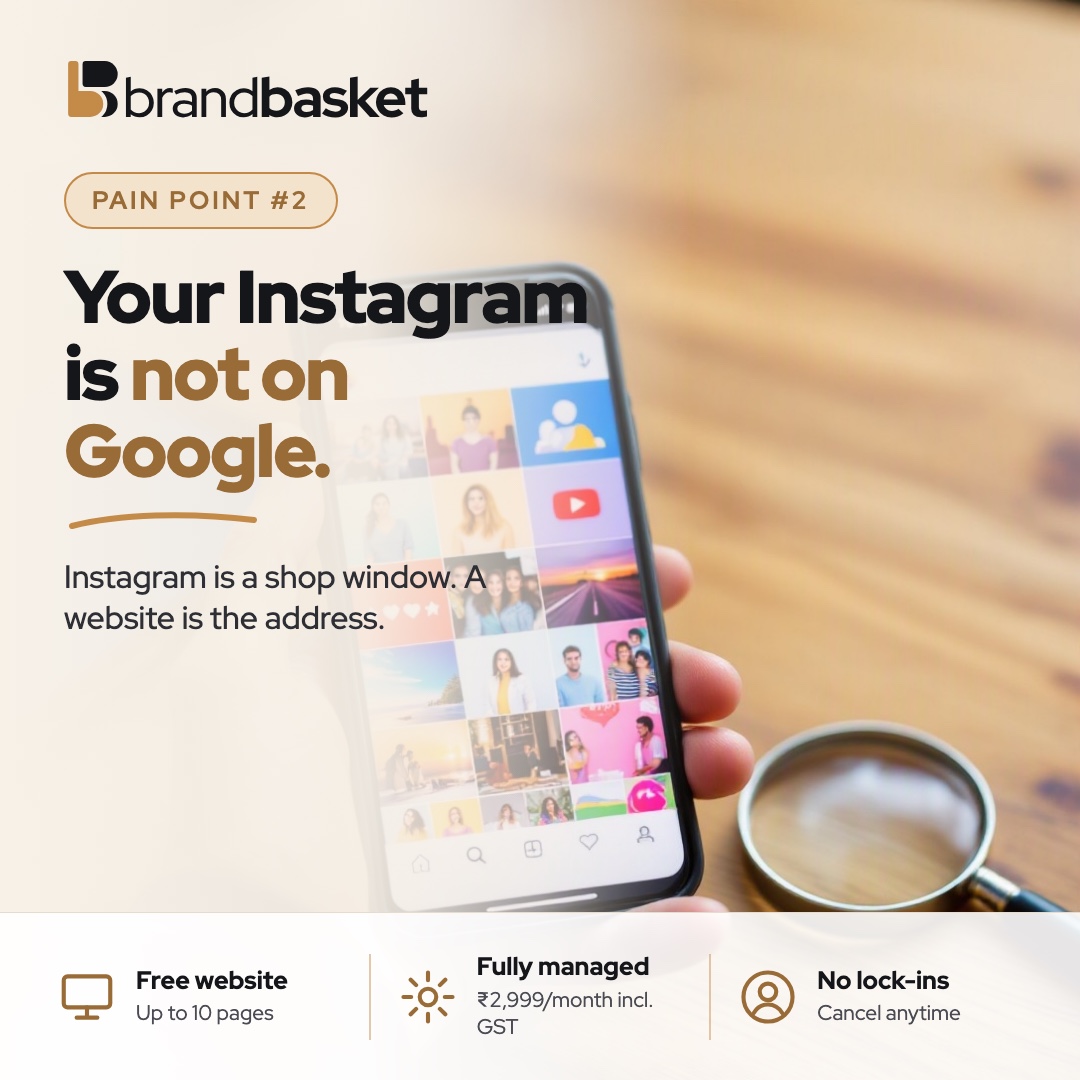 brandbasket
PAIN POINT #2
Your Instagram
is not on
Google.
Instagram is a shop window. A
website is the address.
Free website
Up to 10 pages
Fully managed
₹2,999/month incl.
GST
No lock-ins
Cancel anytime